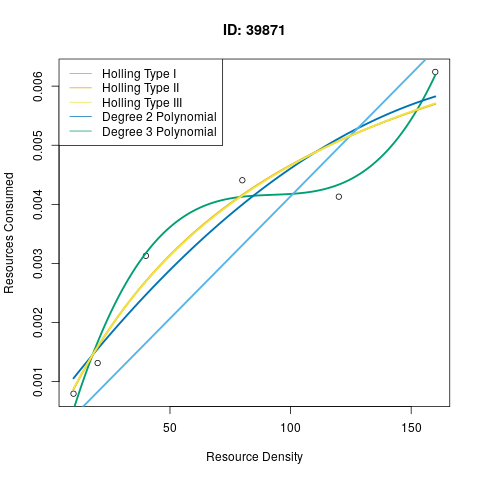 ID: 39871
Holling Type I
Holling Type II
Holling Type III
Degree 2 Polynomial
Degree 3 Polynomial
Resources Consumed
0.006
0.005
0.004
0.003
0.002
0.001
50 100 150
Resource Density